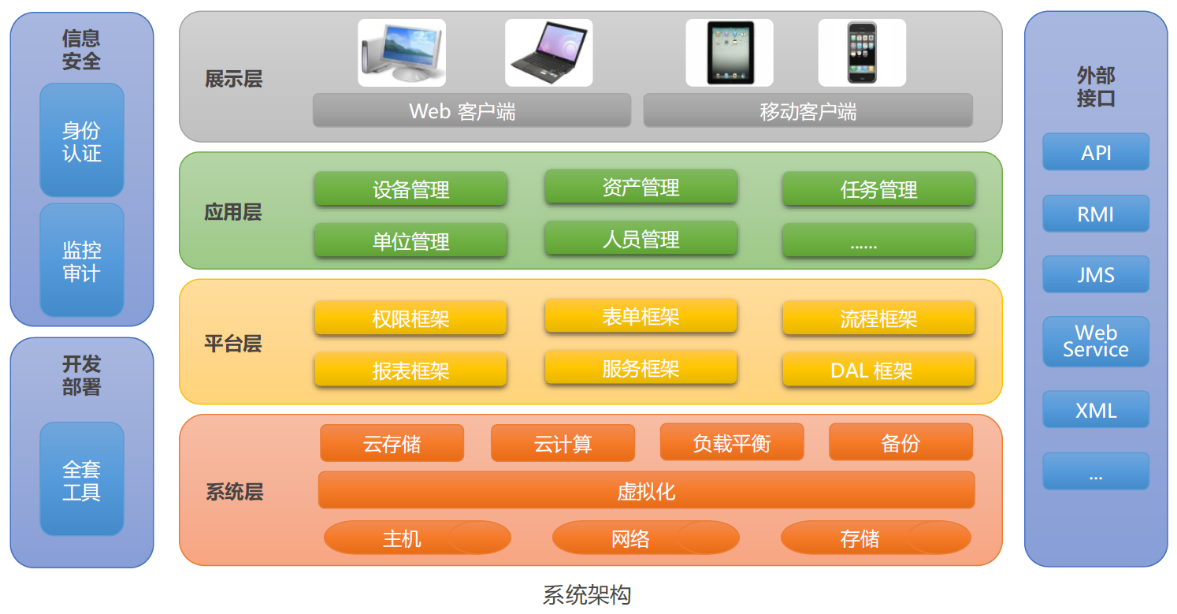 信息
安全
身份
认证
监控
审计
开发
部署
全套
工具
展示层
Web 客户端
移动客户端
应用层
设备管理
资产管理
任务管理
单位管理
人员管理
......
平台层
权限框架
表单框架
流程框架
报表框架
服务框架
DAL 框架
系统层
云存储
云计算
负载平衡
备份
虚拟化
主机
网络
存储
外部
接口
API
RMI
JMS
Web
Service
XML
...
系统架构